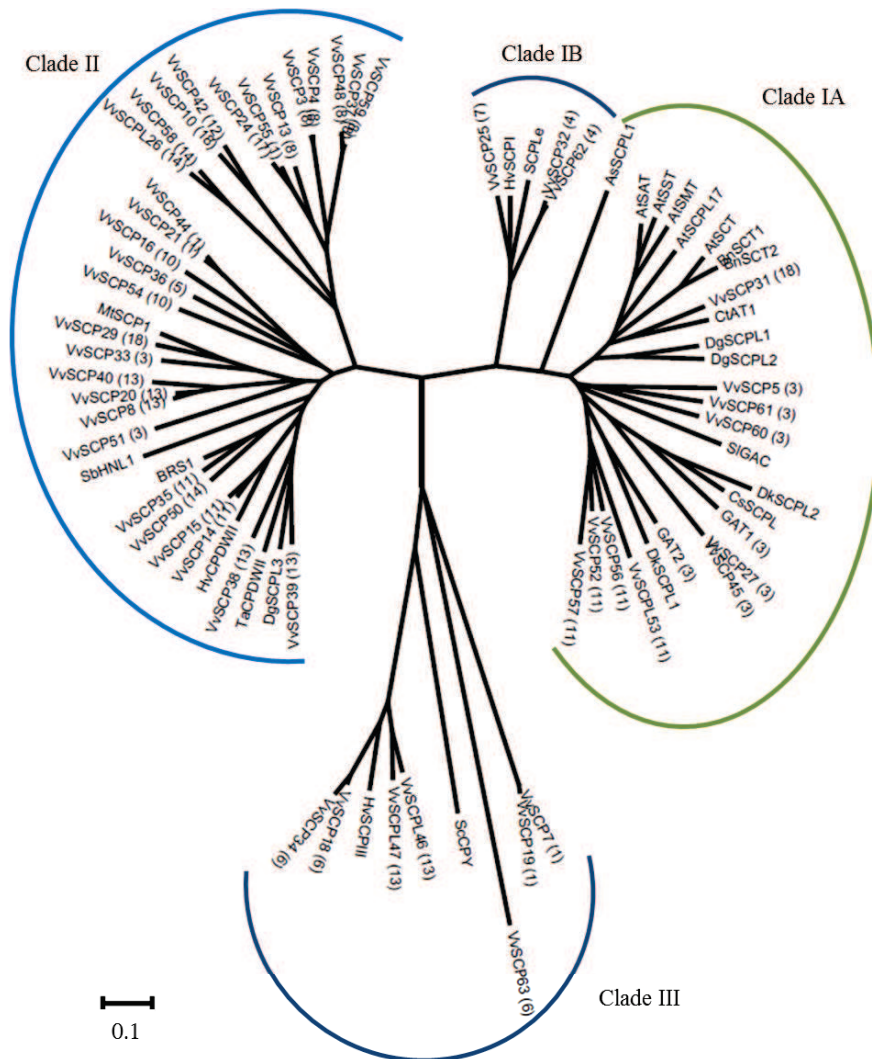 Clade II
Clade IB
Clade IA
VvSCPL26 (14)
VvSCP58 (14)
VvSCP10 (18)
VvSCP42 (12)
VvSCP24 (17)
VvSCP55 (1)
VvSCP13 (8)
VvSCP3 (8)
VvSCP4 (8)
VvSCP48
VvSCP59
VvSCP25 (7)
HvSCPI
SCPLe
VvSCP32 (4)
VvSCP62 (4)
AsSCPL1
AtSAT
AtSST
AtSMT
AtSCPL17
AtSCT
BnSCT1
BnSCT2
VvSCP31 (18)
CtAT1
DgSCPL1
DgSCPL2
VvSCP5 (3)
VvSCP61 (3)
VvSCP60 (3)
SlGAC
DkSCPL2
CsSCPL
GAT1 (3)
VvSCP27 (3)
VvSCP45 (3)
GAT2 (3)
DkSCPL1
VvSCPL53 (11)
VvSCP56 (11)
VvSCP52 (11)
VvSCP57 (11)
VvSCP44 (1)
VvSCP21 (1)
VvSCP16 (10)
VvSCP36 (5)
VvSCP54 (10)
MtSCP1
VvSCP29 (18)
VvSCP33 (3)
VvSCP40 (13)
VvSCP20 (13)
VvSCP8 (13)
VvSCP51 (3)
SbHNL1
BRS1
VvSCP35 (11)
VvSCP50 (14)
VvSCP15 (11)
VvSCP14 (11)
HvCPDWII
VvSCP38 (13)
TaCPDWII
DgSCPL3
VvSCP39 (13)
VvSCP34 (6)
VvSCP18 (6)
HvSCPIII
VvSCPL47 (13)
VvSCPL46 (13)
ScCPY
VvSCP7 (1)
VvSCP19 (1)
VvSCP63 (6)
Clade III
0.1